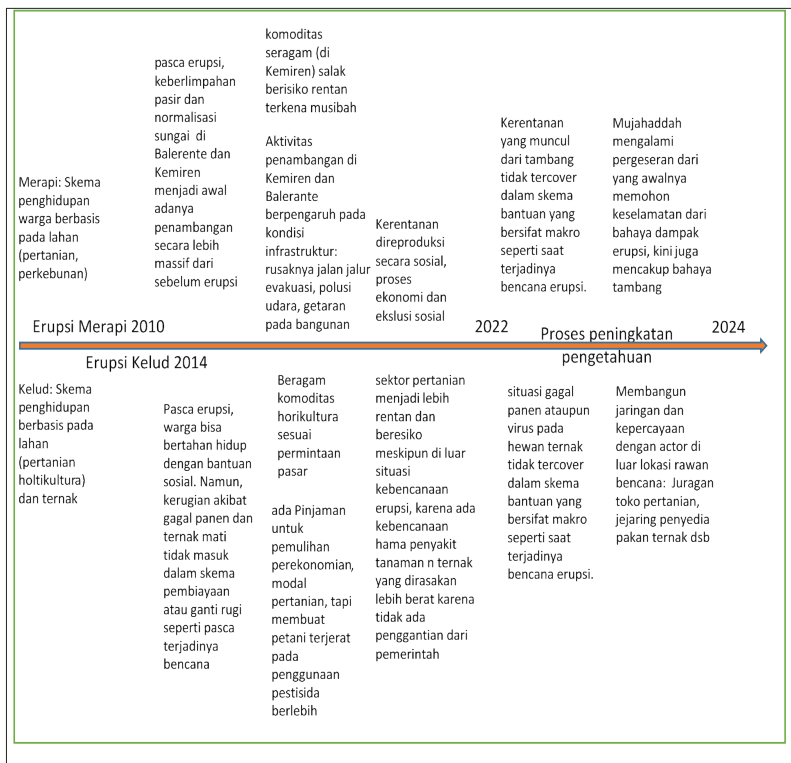 Merapi: Skema
penghidupan
warga berbasis
pada lahan
(pertanian,
perkebunan)
pasca erupsi,
keberlimpahan
pasir dan
normalisasi
sungai di
Balerente dan
Kemiren
menjadi awal
adanya
penambangan
secara lebih
massif dari
sebelum erupsi
komoditas
seragam (di
Kemiren) salak
berisiko rentan
terkena musibah
Aktivitas
penambangan di
Kemiren dan
Balerante
berpengaruh pada
kondisi
infrastruktur:
rusaknya jalan jalur
evakuasi, polusi
udara, getaran
pada bangunan
Kerentanan
direproduksi
secara sosial,
proses
ekonomi dan
ekslusi sosial
Kerentanan
yang muncul
dari tambang
tidak tercover
dalam skema
bantuan yang
bersifat makro
seperti saat
terjadinya
bencana erupsi.
Mujahaddah
mengalami
pergeseran dari
yang awalnya
memohon
keselamatan dari
bahaya dampak
erupsi, kini juga
mencakup bahaya
tambang
Erupsi Merapi 2010
2022
Proses peningkatan
pengetahuan
2024
Erupsi Kelud 2014
Kelud: Skema
penghidupan
berbasis pada
lahan
(pertanian
holtikultura)
dan ternak
Pasca erupsi,
warga bisa
bertahan hidup
dengan bantuan
sosial. Namun,
kerugian akibat
gagal panen dan
ternak mati
tidak masuk
dalam skema
pembiayaan
atau ganti rugi
seperti pasca
terjadinya
bencana
Beragam
komoditas
horikultura
sesuai
permintaan
pasar
ada Pinjaman
untuk
pemulihan
perekonomian,
modal
pertanian, tapi
membuat
petani terjerat
pada
penggunaan
pestisida
berlebih
sektor pertanian
menjadi lebih
rentan dan
beresiko
meskipun di luar
situasi
kebencanaan
erupsi, karena ada
kebencanaan
hama penyakit
tanaman n ternak
yang dirasakan
lebih berat karena
tidak ada
penggantian dari
pemerintah
situasi gagal
panen ataupun
virus pada
hewan ternak
tidak tercover
dalam skema
bantuan yang
bersifat makro
seperti saat
terjadinya
bencana erupsi.
Membangun
jaringan dan
kepercayaan
dengan actor di
luar lokasi rawan
bencana: Juragan
toko pertanian,
jejaring penyedia
pakan ternak dsb